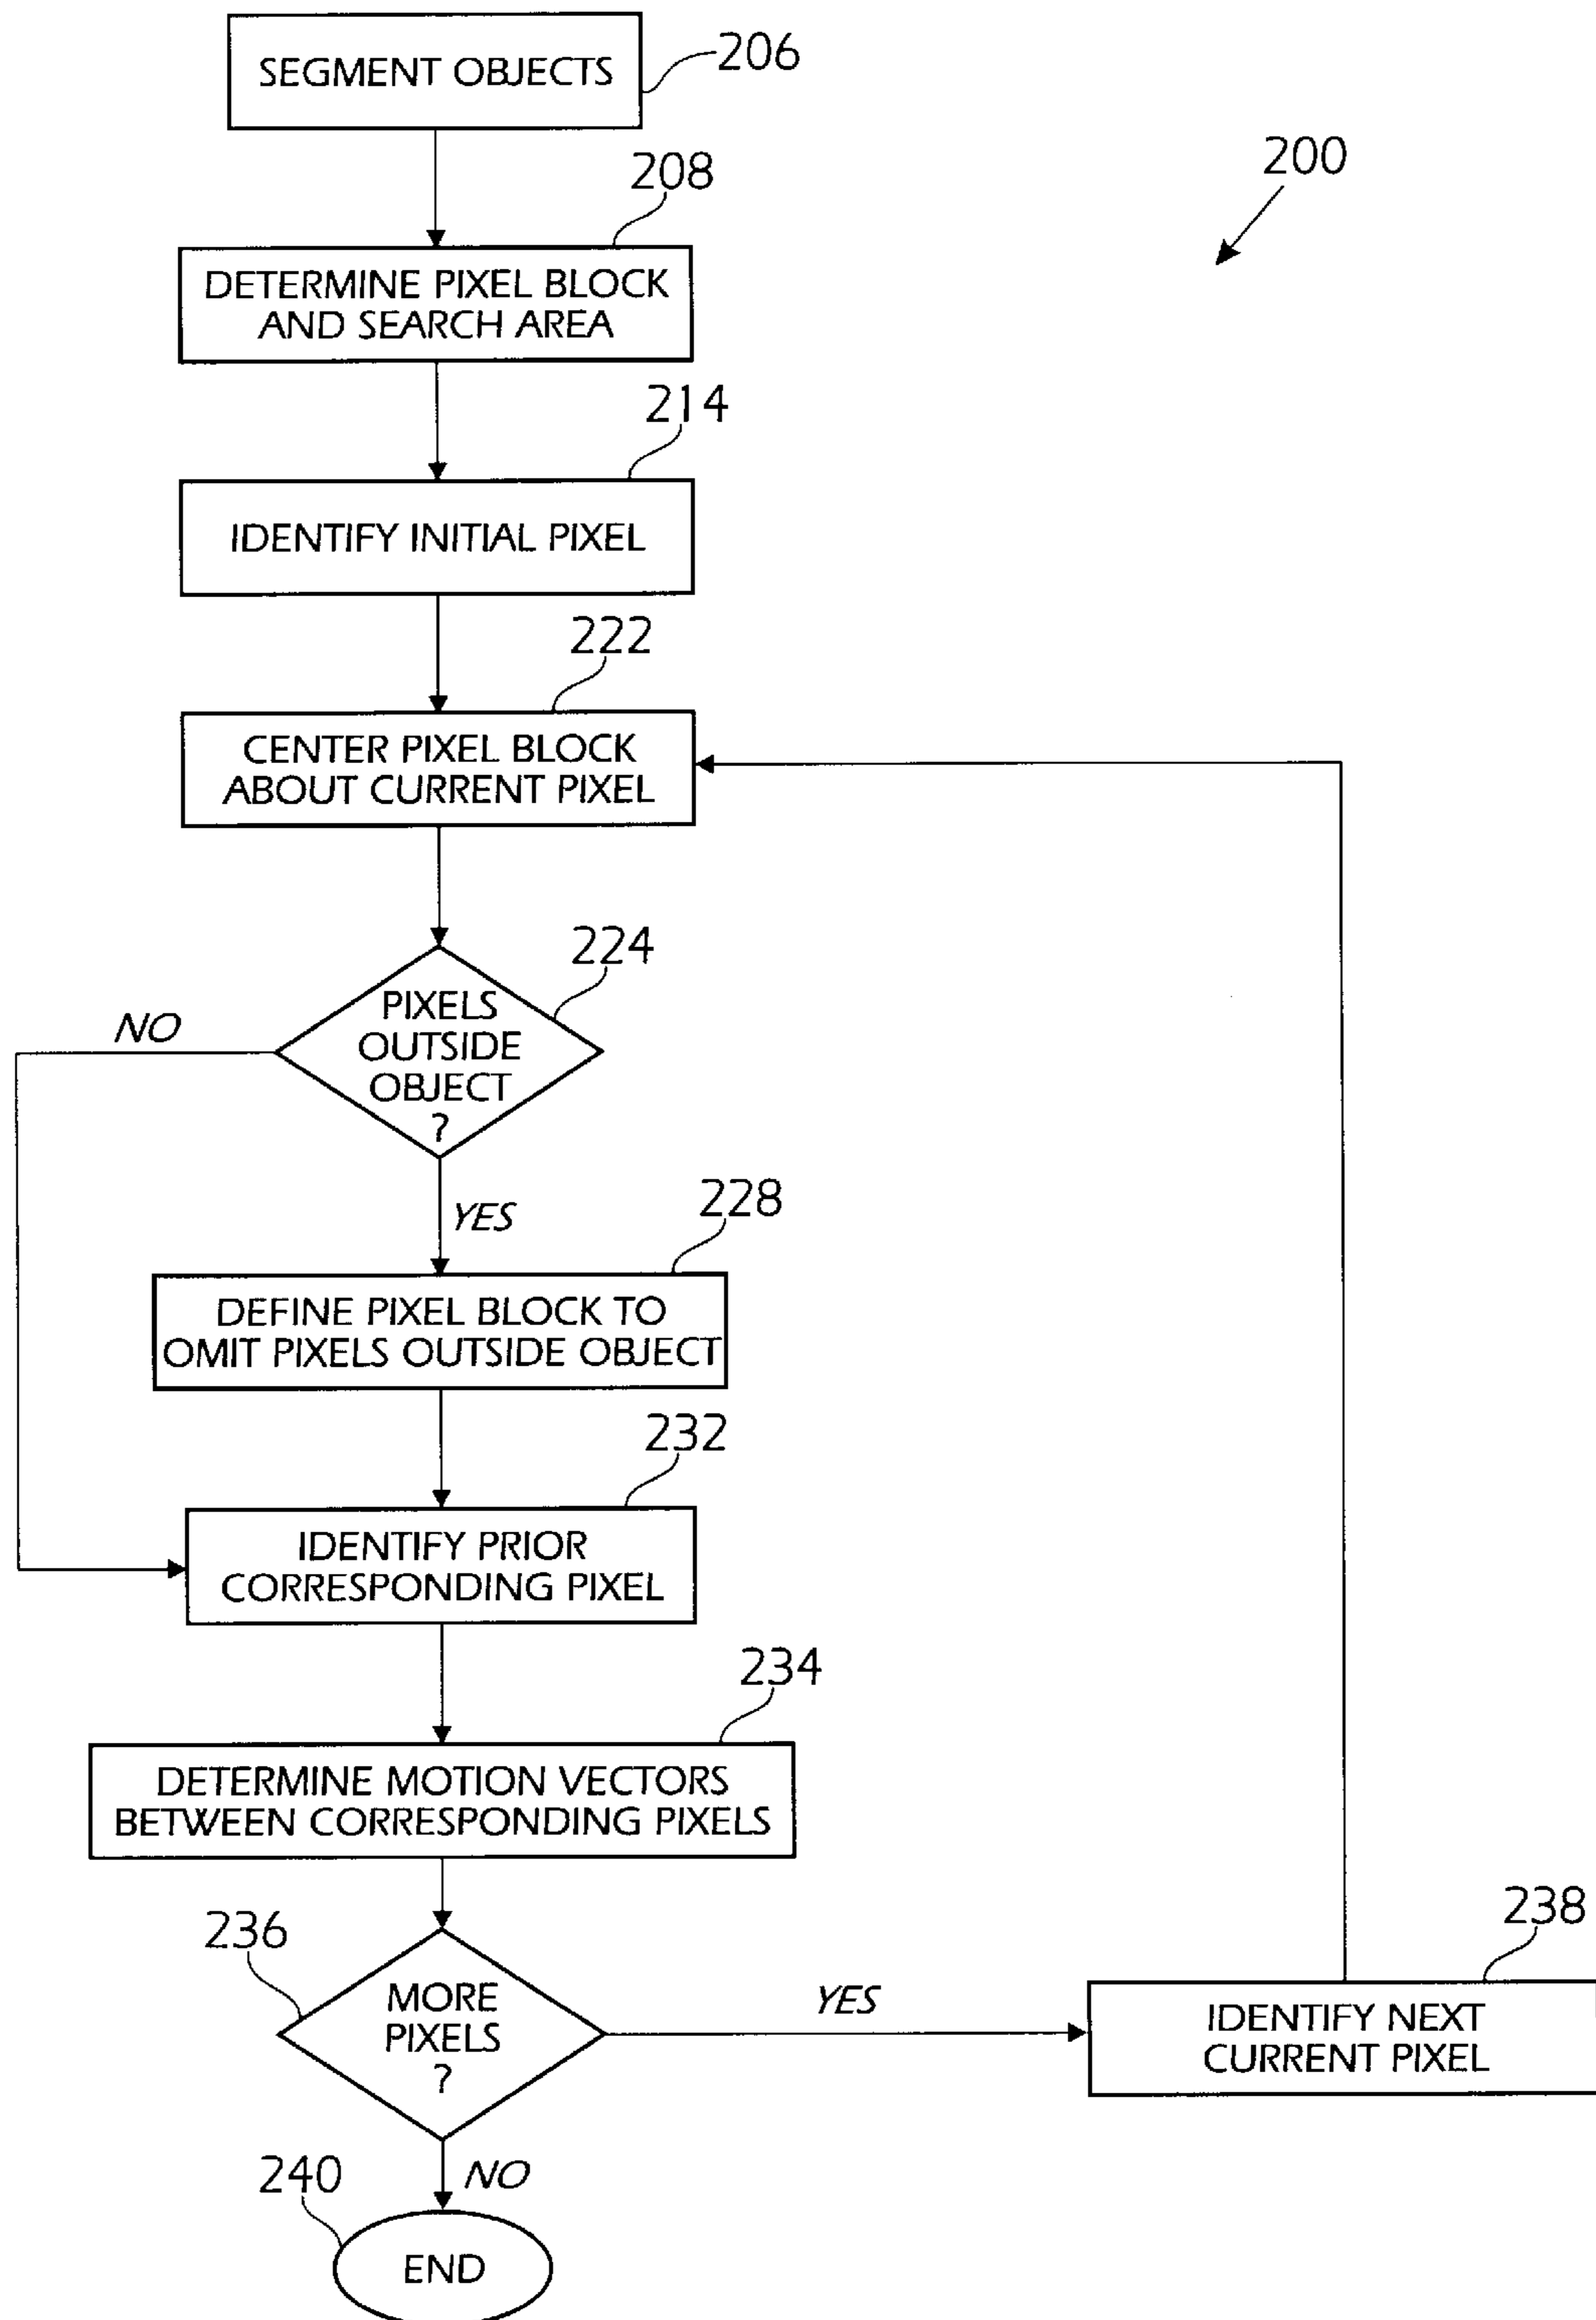 SEGMENT OBJECTS
206
200
208
DETERMINE PIXEL BLOCK
AND SEARCH AREA
214
IDENTIFY INITIAL PIXEL
222
CENTER PIXEL BLOCK
ABOUT CURRENT PIXEL
224
PIXELS
OUTSIDE
OBJECT
?
NO
YES
228
DEFINE PIXEL BLOCK TO
OMIT PIXELS OUTSIDE OBJECT
232
IDENTIFY PRIOR
CORRESPONDING PIXEL
234
DETERMINE MOTION VECTORS
BETWEEN CORRESPONDING PIXELS
236
MORE
PIXELS
?
YES
238
IDENTIFY NEXT
CURRENT PIXEL
NO
240
END